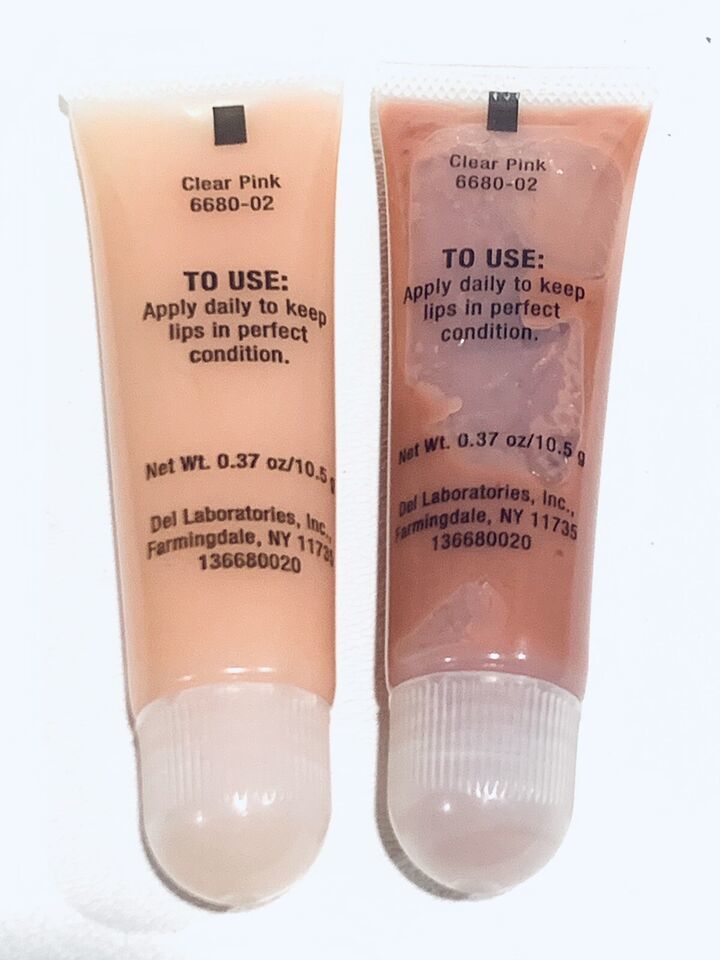 Clear Pink
6680-02
TO USE:
Apply daily to keep
lips in perfect
condition.
Net Wt. 0.37 oz/10.5 g
Del Laboratories, Inc.,
Farmingdale, NY 11735
136680020
Clear Pink
6680-02
TO USE:
Apply daily to keep
lips in perfect
condition.
Net Wt. 0.37 oz/10.5 g
Del Laboratories, Inc.,
Farmingdale, NY 11735
136680020